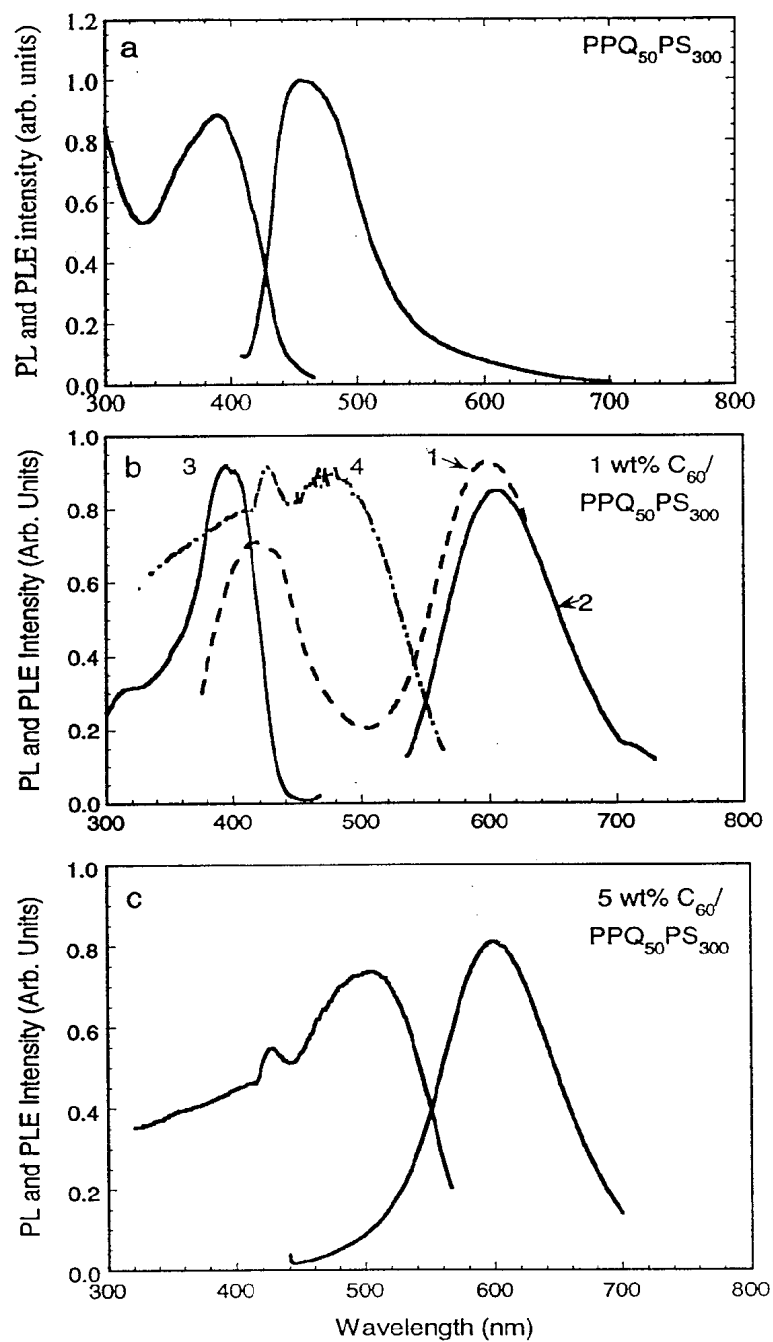 PL and PLE intensity (arb. units)
1.2
1.0
0.8
0.6
0.4
0.2
0.0
a
PPQ₅₀PS₃₀₀
300 400 500 600 700 800
PL and PLE Intensity (Arb. Units)
1.0
0.8
0.6
0.4
0.2
0.0
b 3 4 1 2
1 wt% C₆₀/
PPQ₅₀PS₃₀₀
300 400 500 600 700 800
PL and PLE Intensity (Arb. Units)
1.0
0.8
0.6
0.4
0.2
0.0
c
5 wt% C₆₀/
PPQ₅₀PS₃₀₀
300 400 500 600 700 800
Wavelength (nm)